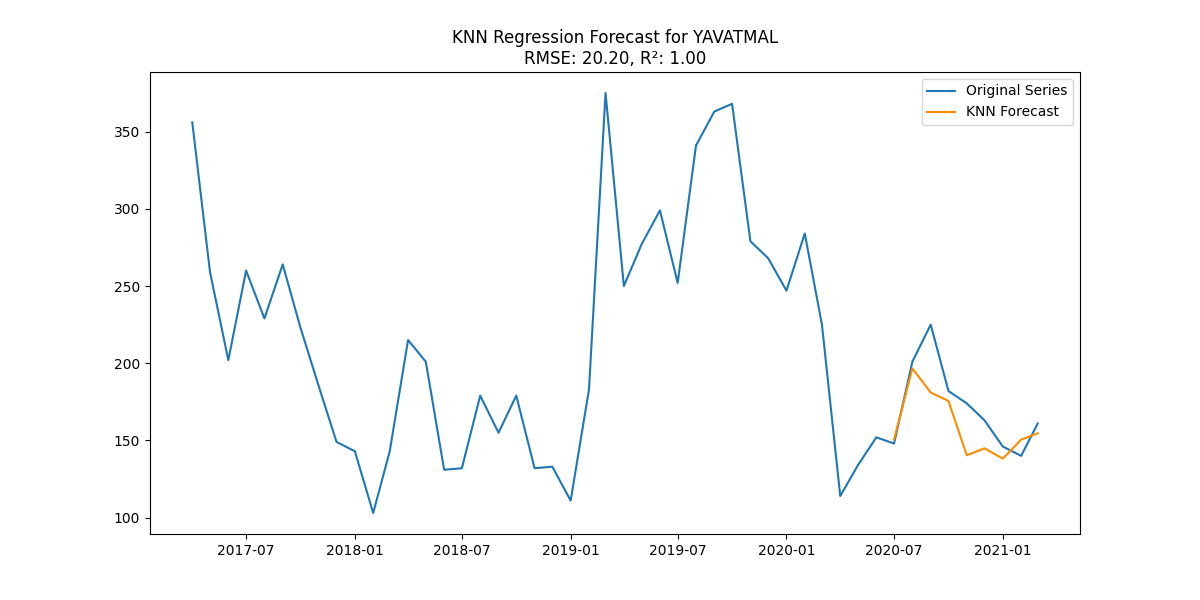 KNN Regression Forecast for YAVATMAL
RMSE: 20.20, R²: 1.00
Original Series
KNN Forecast
350
300
250
200
150
100
2017-07 2018-01 2018-07 2019-01 2019-07 2020-01 2020-07 2021-01